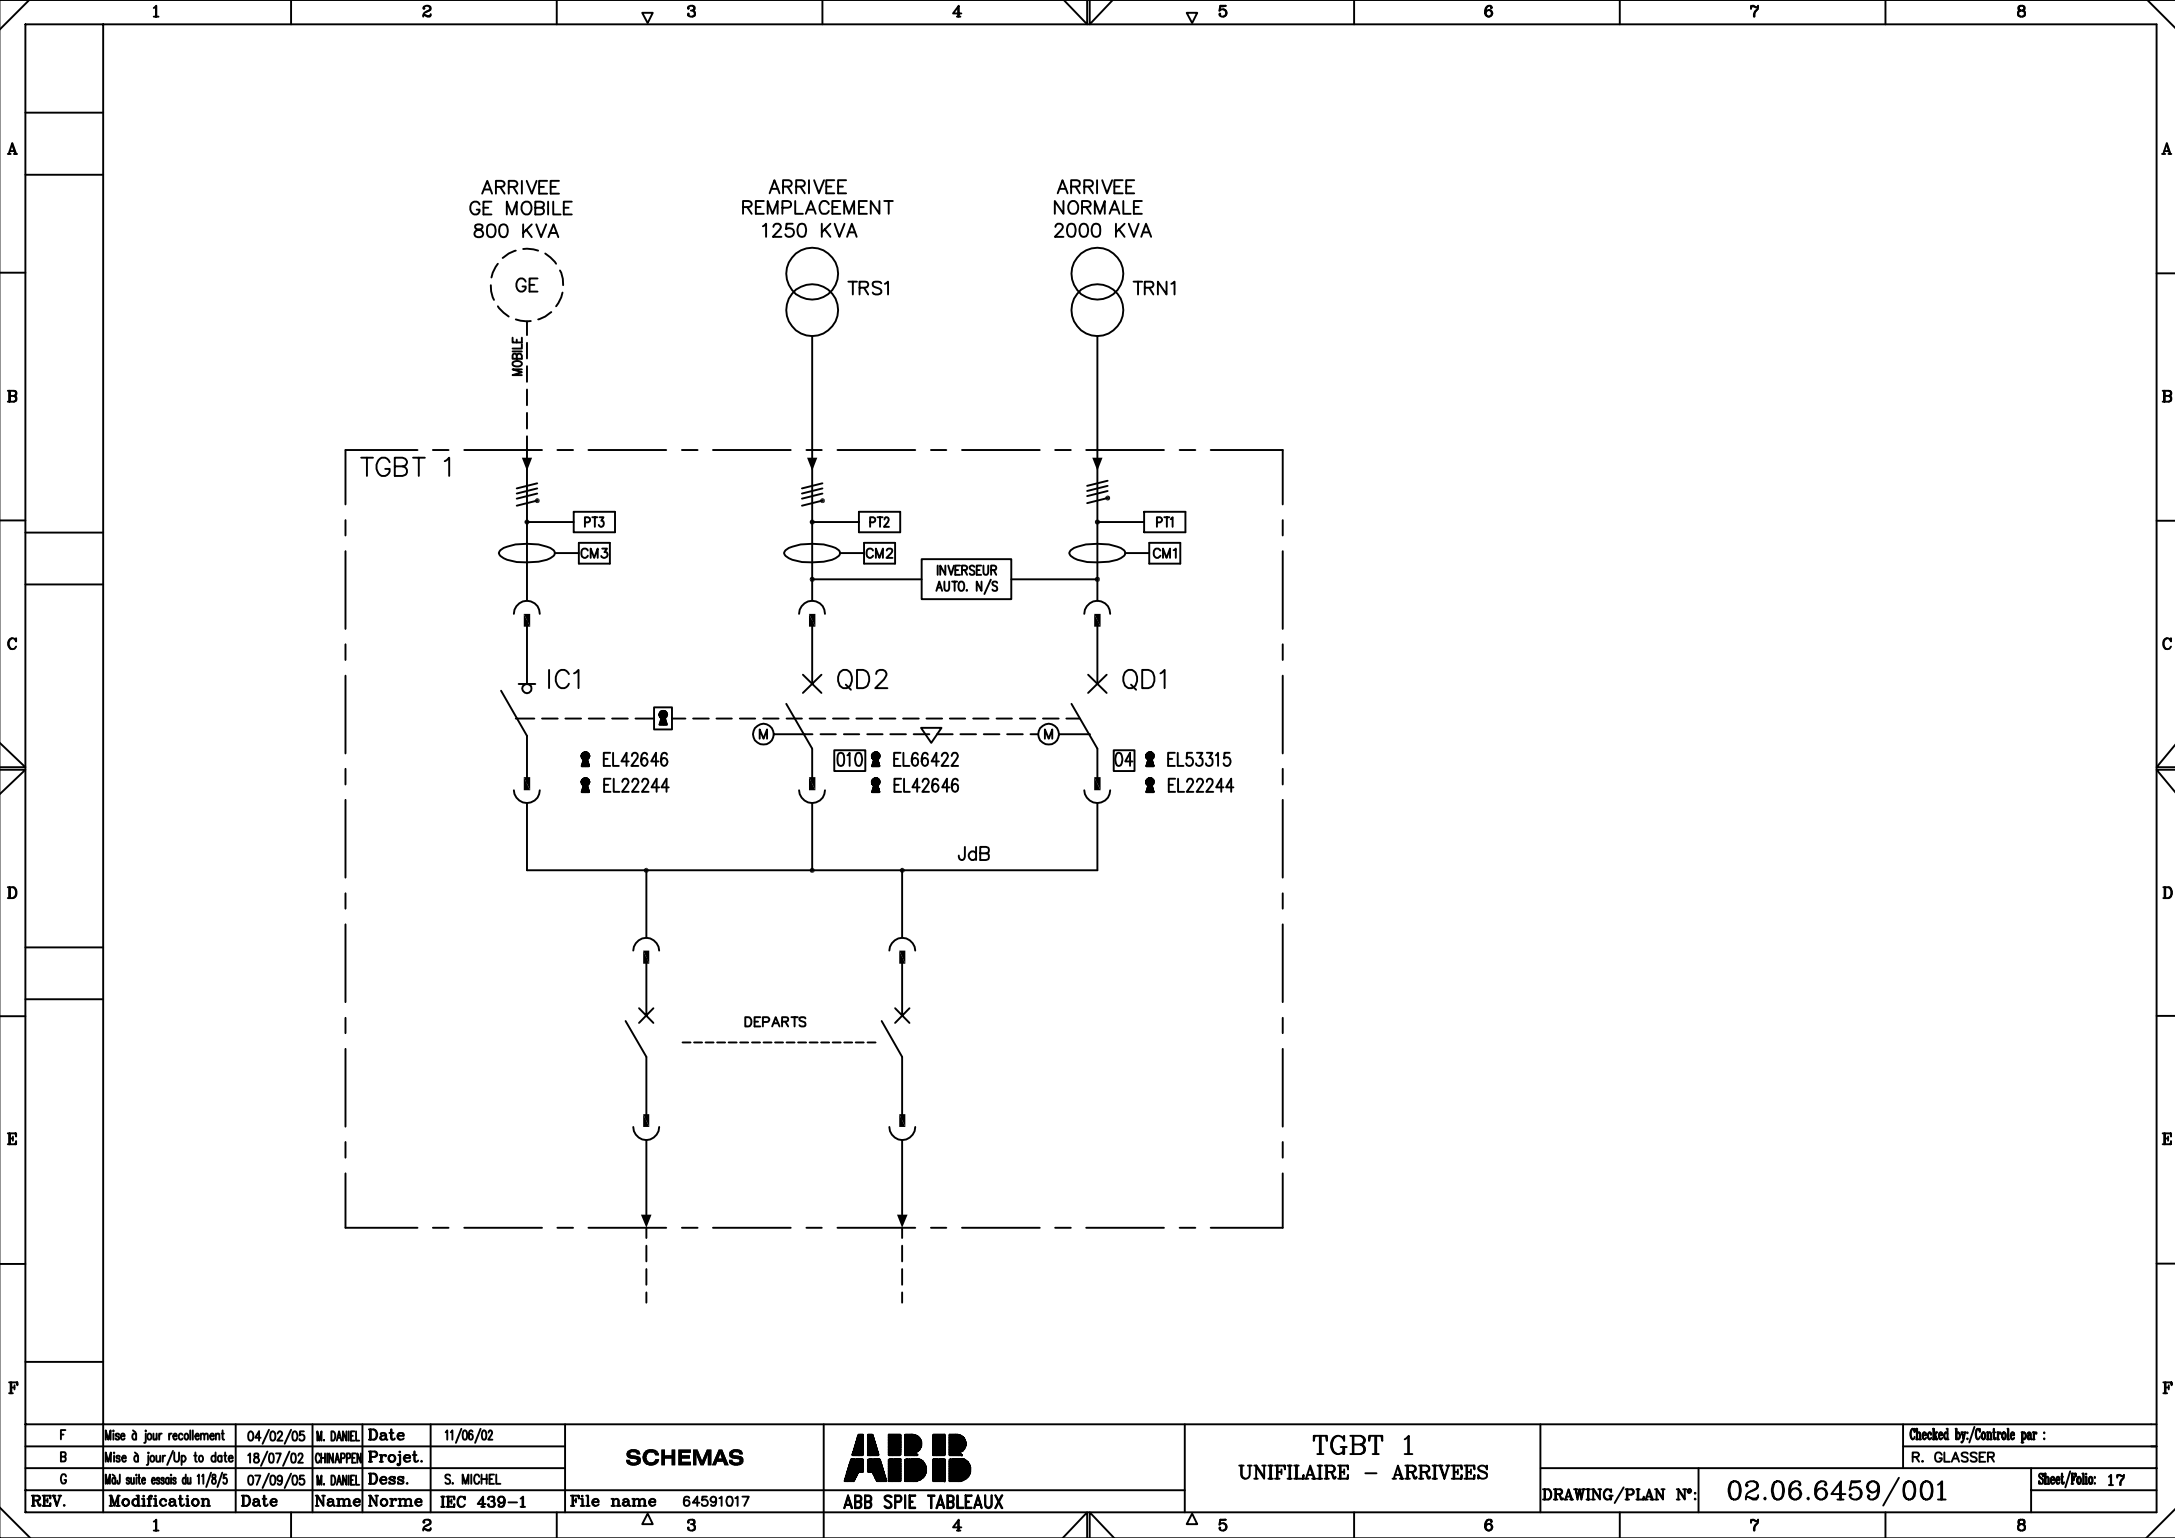 1 2 3 4 5 6 7 8
A A
ARRIVEE
GE MOBILE
800 KVA
ARRIVEE
REMPLACEMENT
1250 KVA
ARRIVEE
NORMALE
2000 KVA
GE
TRS1
TRN1
MOBILE
B B
TGBT 1
PT3
PT2
PT1
CM3
CM2
CM1
INVERSEUR
AUTO. N/S
C C
IC1
QD2
QD1
M
M
EL42646
EL22244
010 EL66422
EL42646
04 EL53315
EL22244
JdB
D D
DEPARTS
E E
F F
F Mise à jour recollement 04/02/05 M. DANIEL Date 11/06/02
B Mise à jour/Up to date 18/07/02 CHINAPPEN Projet.
G MàJ suite essais du 11/8/5 07/09/05 M. DANIEL Dess. S. MICHEL
REV. Modification Date Name Norme IEC 439-1
SCHEMAS
File name 64591017
ABB
ABB SPIE TABLEAUX
TGBT 1
UNIFILAIRE - ARRIVEES
Checked by:/Controle par :
R. GLASSER
DRAWING/PLAN N°: 02.06.6459/001
Sheet/Folio: 17
1 2 3 4 5 6 7 8